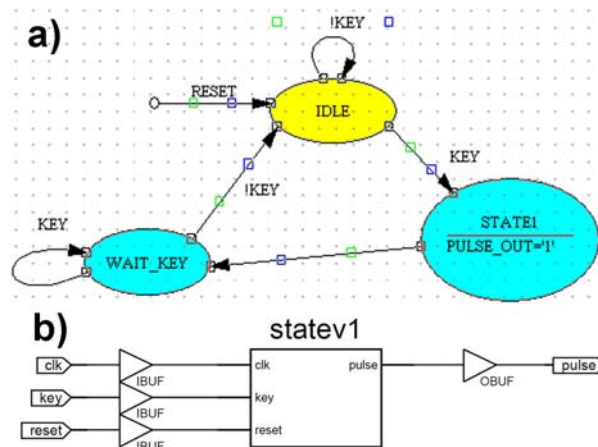 a)
!KEY
RESET
IDLE
KEY
!KEY
KEY
STATE1
PULSE_OUT='1'
WAIT_KEY
b)
statev1
clk
IBUF
clk
pulse
OBUF
pulse
key
IBUF
key
reset
IBUF
reset